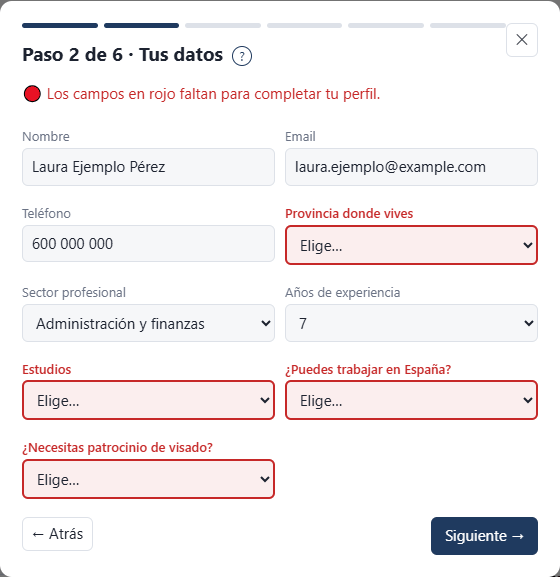 Paso 2 de 6 · Tus datos ?
Los campos en rojo faltan para completar tu perfil.
Nombre
Laura Ejemplo Pérez
Email
laura.ejemplo@example.com
Teléfono
600 000 000
Provincia donde vives
Elige...
Sector profesional
Administración y finanzas
Años de experiencia
7
Estudios
Elige...
¿Puedes trabajar en España?
Elige...
¿Necesitas patrocinio de visado?
Elige...
← Atrás
Siguiente →